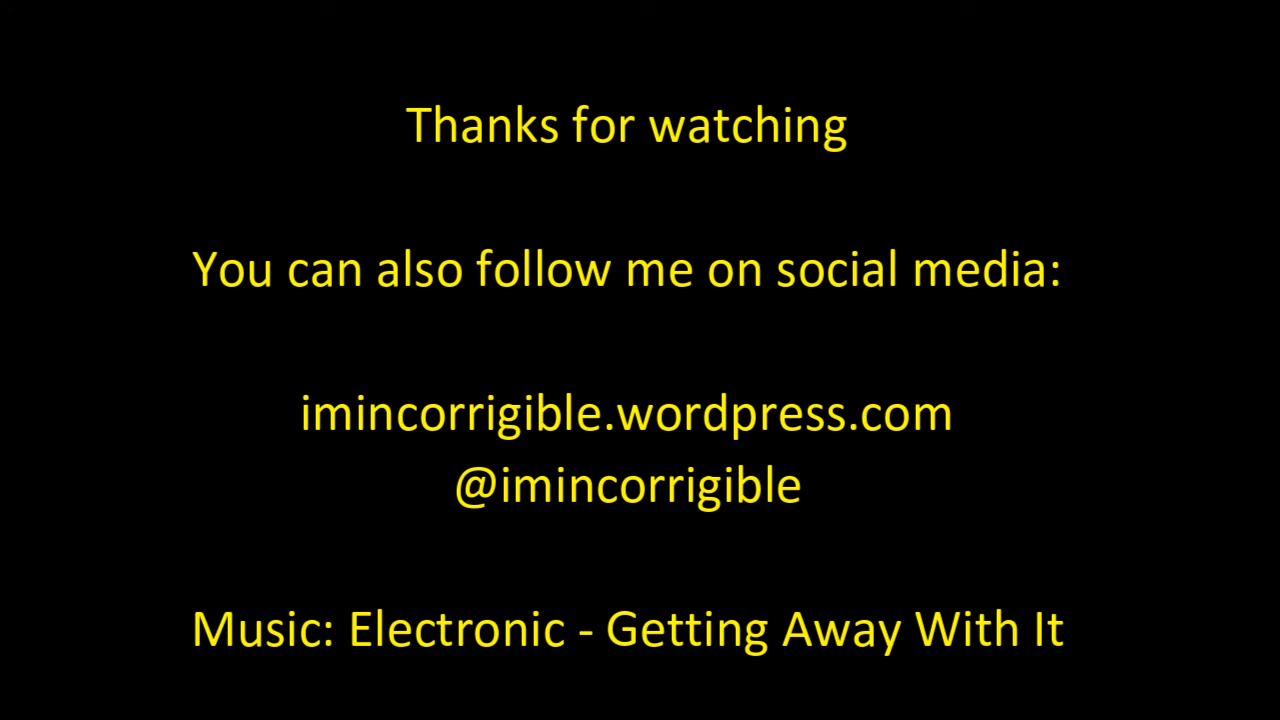 Thanks for watching
You can also follow me on social media:
imincorrigible.wordpress.com
@imincorrigible
Music: Electronic - Getting Away With It